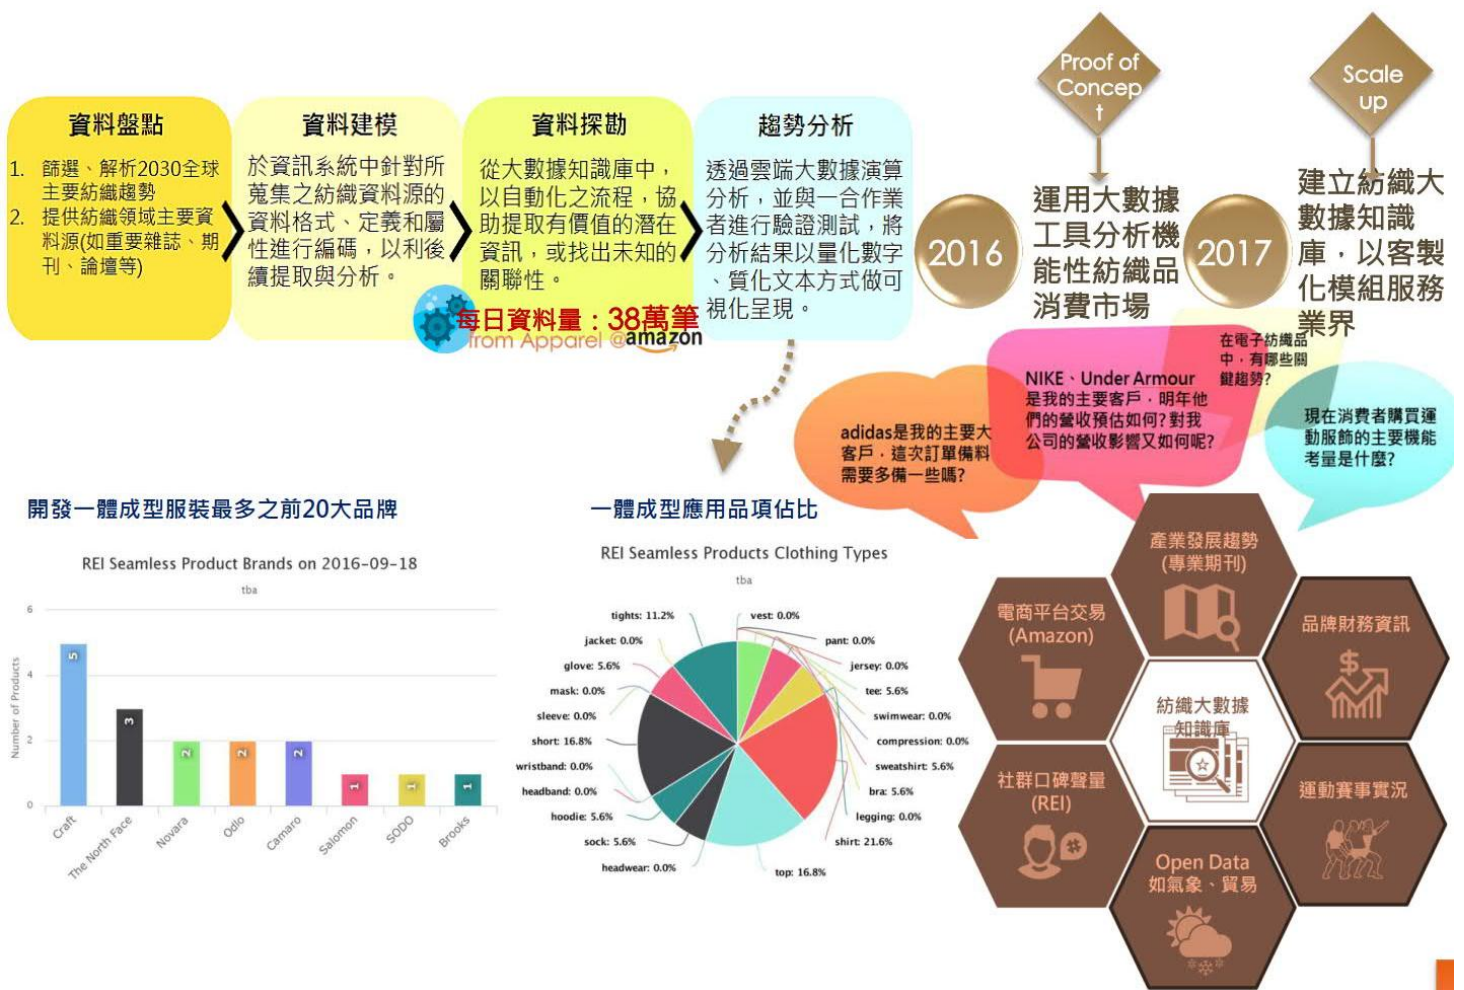 Proof of
Concep
t
Scale
up
資料盤點
1. 篩選、解析2030全球
主要紡織趨勢
2. 提供紡織領域主要資
料源(如重要雜誌、期
刊、論壇等)
資料建模
於資訊系統中針對所
蒐集之紡織資料源的
資料格式、定義和屬
性進行編碼，以利後
續提取與分析。
資料探勘
從大數據知識庫中，
以自動化之流程，協
助提取有價值的潛在
資訊，或找出未知的
關聯性。
每日資料量：38萬筆
from Apparel @amazon
趨勢分析
透過雲端大數據演算
分析，並與一合作業
者進行驗證測試，將
分析結果以量化數字
、質化文本方式做可
視化呈現。
2016
運用大數據
工具分析機
能性紡織品
消費市場
2017
建立紡織大
數據知識
庫，以客製
化模組服務
業界
adidas是我的主要大
客戶，這次訂單備料
需要多備一些嗎?
NIKE、Under Armour
是我的主要客戶，明年他
們的營收預估如何?對我
公司的營收影響又如何呢?
在電子紡織品
中，有哪些關
鍵趨勢?
現在消費者購買運
動服飾的主要機能
考量是什麼?
開發一體成型服裝最多之前20大品牌
REI Seamless Product Brands on 2016-09-18
tba
Number of Products
6
4
2
0
5
3
2
2
2
1
1
1
Craft
The North Face
Novara
Odlo
Camaro
Salomon
SODO
Brooks
一體成型應用品項佔比
REI Seamless Products Clothing Types
tba
tights: 11.2%
jacket: 0.0%
glove: 5.6%
mask: 0.0%
sleeve: 0.0%
short: 16.8%
wristband: 0.0%
headband: 0.0%
hoodie: 5.6%
sock: 5.6%
headwear: 0.0%
vest: 0.0%
pant: 0.0%
jersey: 0.0%
tee: 5.6%
swimwear: 0.0%
compression: 0.0%
sweatshirt: 5.6%
bra: 5.6%
legging: 0.0%
shirt: 21.6%
top: 16.8%
產業發展趨勢
(專業期刊)
電商平台交易
(Amazon)
品牌財務資訊
$
紡織大數據
知識庫
社群口碑聲量
(REI)
#
運動賽事實況
Open Data
如氣象、貿易